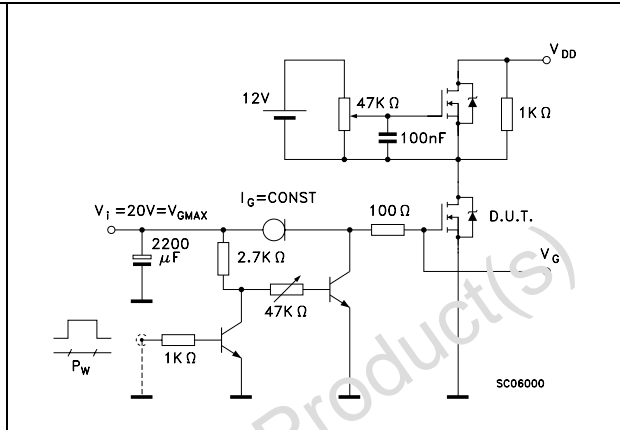 V DD
12V
47K Ω
1K Ω
100nF
V i =20V=V GMAX
I G =CONST
100 Ω
D.U.T.
2200
μF
2.7K Ω
V G
47K Ω
P W
1K Ω
SC06000
Product(s)